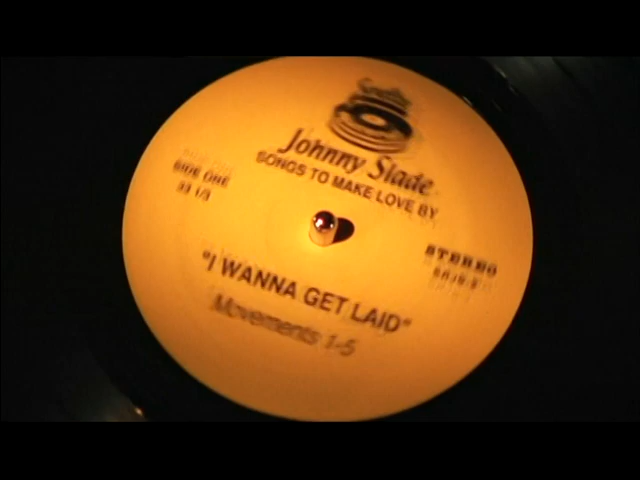 Johnny Slade
SONGS TO MAKE LOVE BY
SIDE ONE
33 1/3
STEREO
"I WANNA GET LAID"
Movements 1-5